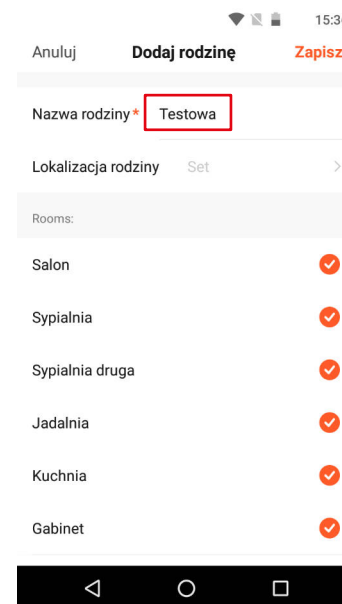 15:36
Anuluj Dodaj rodzinę Zapisz
Nazwa rodziny* Testowa
Lokalizacja rodziny Set
Rooms:
Salon
Sypialnia
Sypialnia druga
Jadalnia
Kuchnia
Gabinet